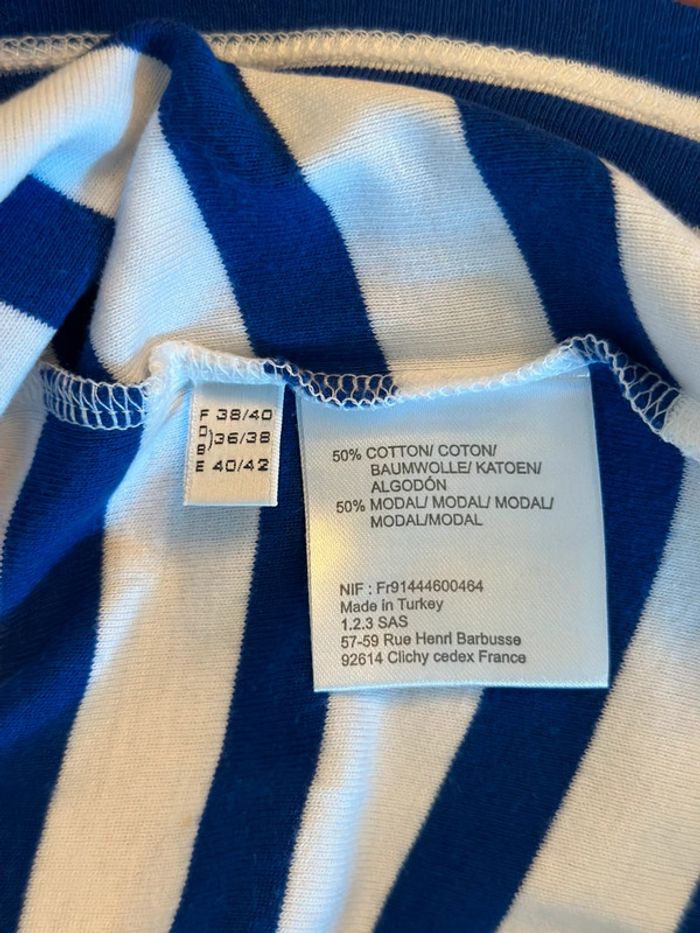 F 38/40
D
B )36/38
E 40/42
50% COTTON/ COTON/
BAUMWOLLE/ KATOEN/
ALGODÓN
50% MODAL/ MODAL/ MODAL/
MODAL/MODAL
NIF : Fr91444600464
Made in Turkey
1.2.3 SAS
57-59 Rue Henri Barbusse
92614 Clichy cedex France